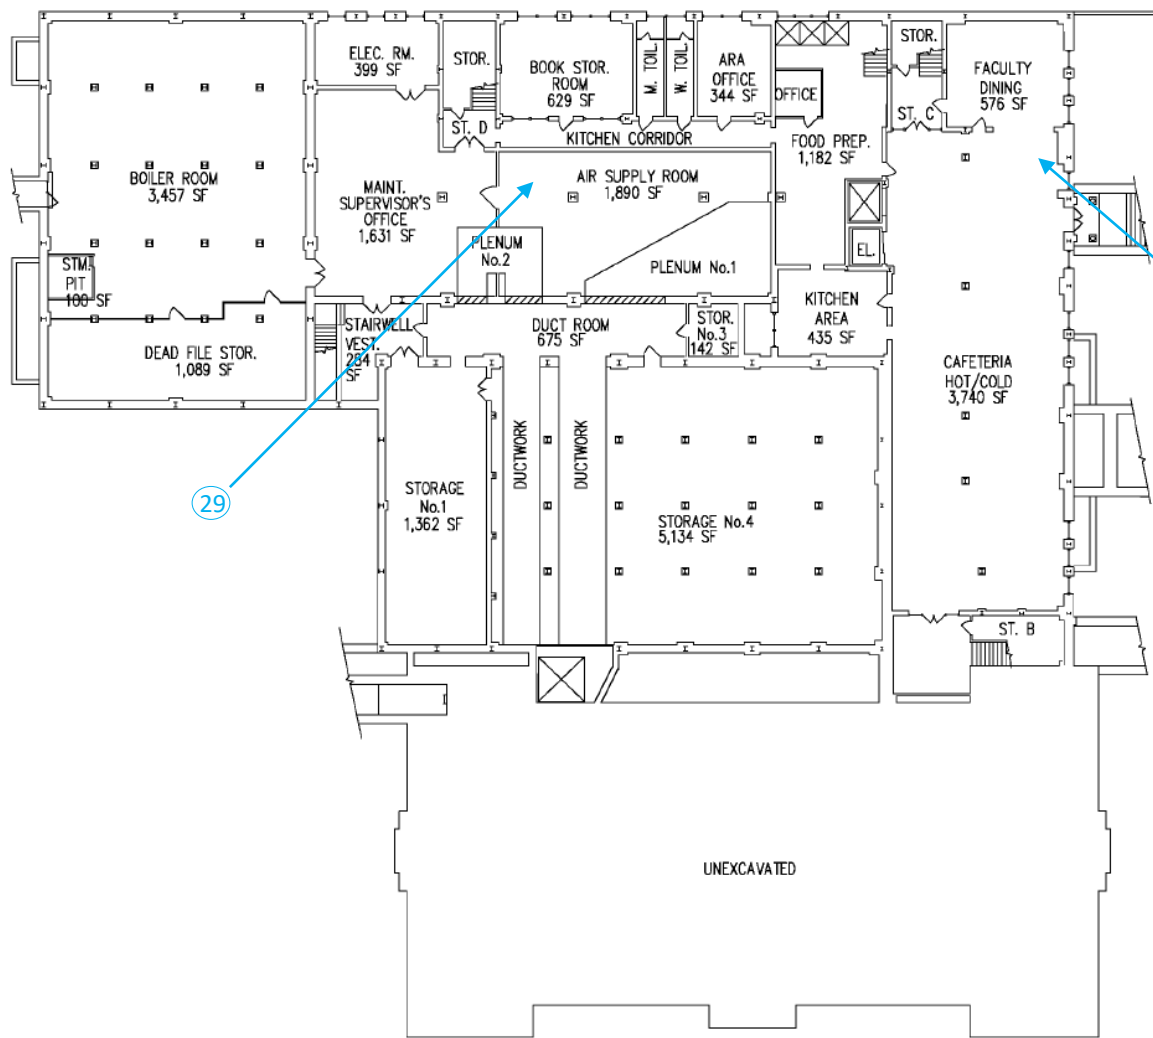 ELEC. RM.
399 SF
STOR.
BOOK STOR.
ROOM
629 SF
M. TOIL.
W. TOIL.
ARA
OFFICE
344 SF
OFFICE
STOR.
FACULTY
DINING
576 SF
ST. D
KITCHEN CORRIDOR
FOOD PREP.
1,182 SF
ST. C
BOILER ROOM
3,457 SF
MAINT.
SUPERVISOR'S
OFFICE
1,631 SF
AIR SUPPLY ROOM
1,890 SF
PLENUM
No.2
PLENUM No.1
EL.
STM.
PIT
100 SF
DEAD FILE STOR.
1,089 SF
STAIRWELL
VEST.
264
SF
DUCT ROOM
675 SF
STOR.
No.3
142 SF
KITCHEN
AREA
435 SF
CAFETERIA
HOT/COLD
3,740 SF
29
STORAGE
No.1
1,362 SF
DUCTWORK
DUCTWORK
STORAGE No.4
5,134 SF
ST. B
UNEXCAVATED